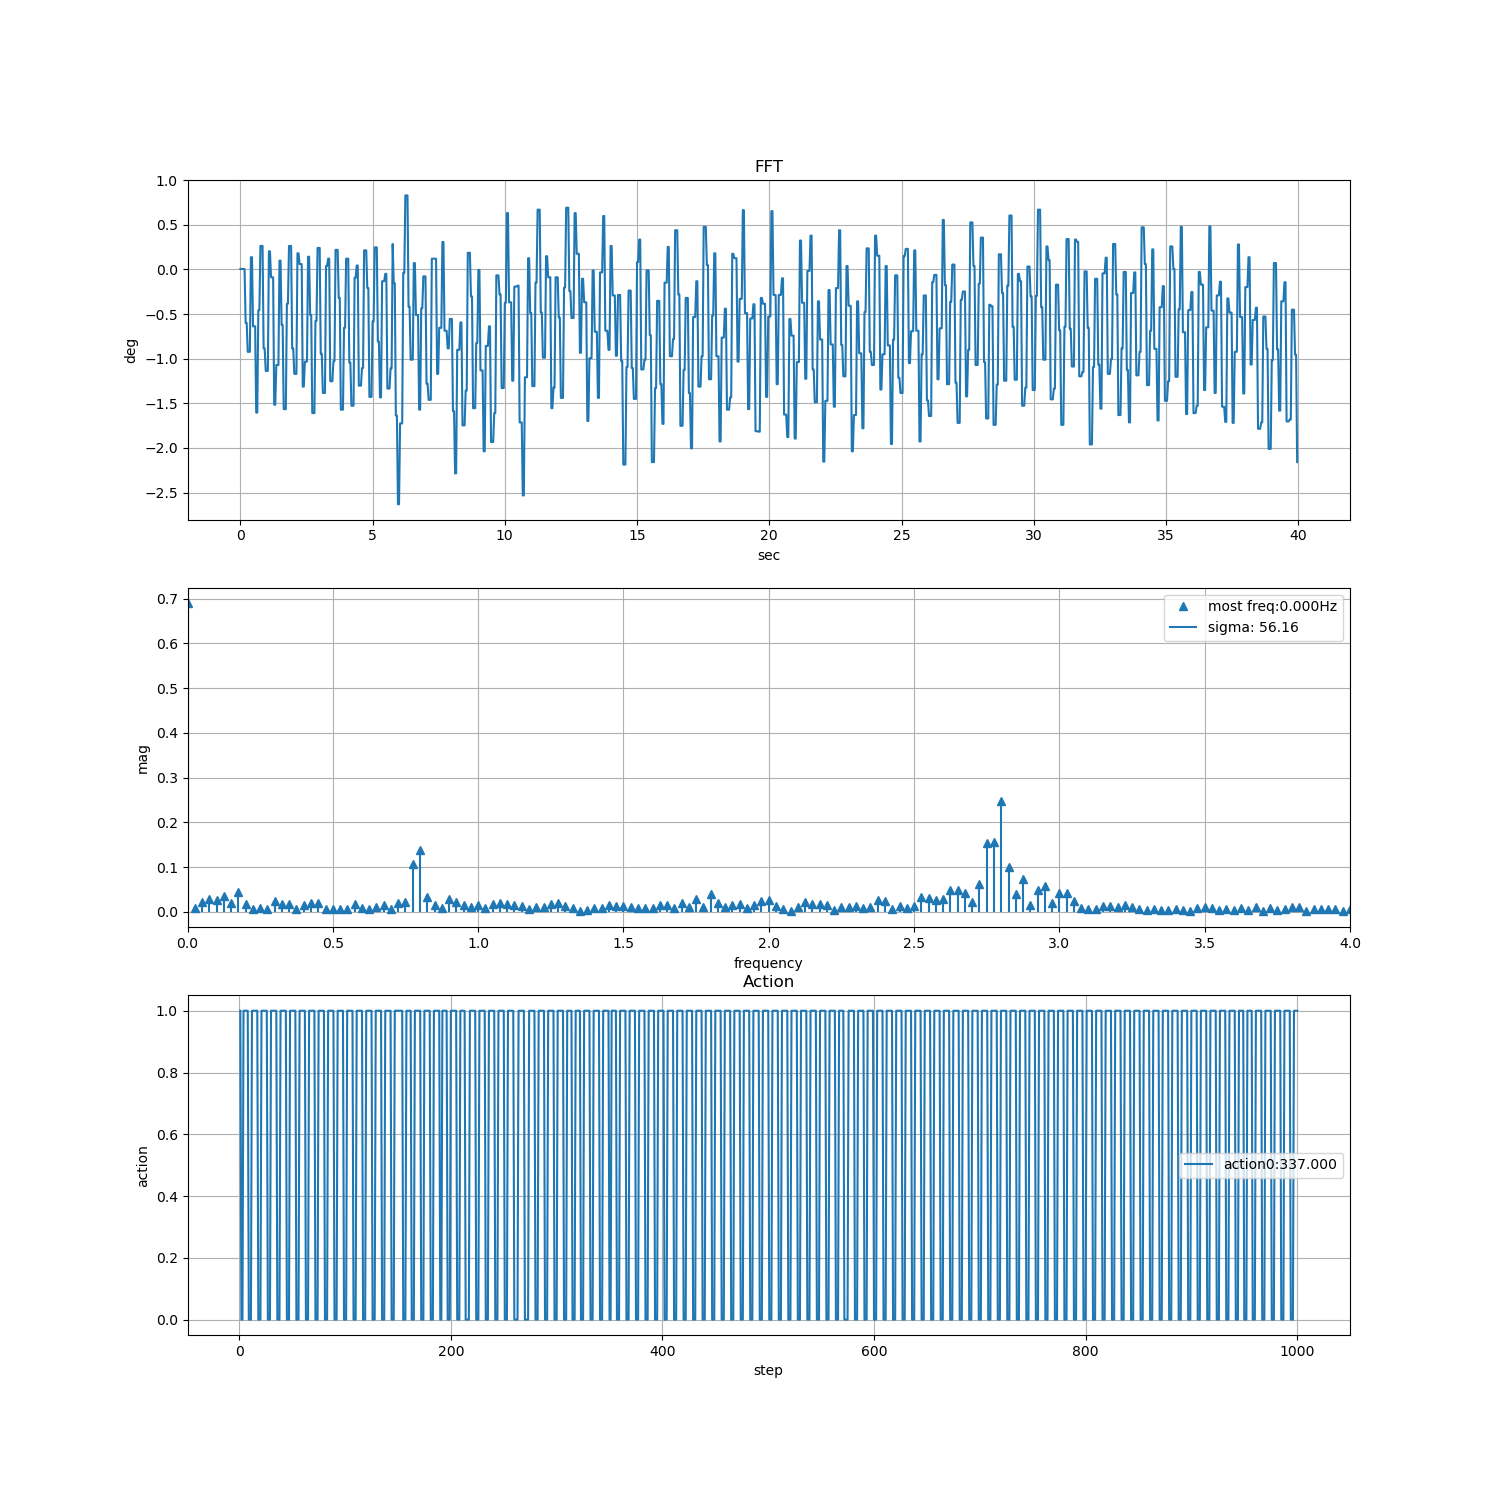 FFT
1.0
0.5
0.0
−0.5
−1.0
−1.5
−2.0
−2.5
deg
0 5 10 15 20 25 30 35 40
sec
0.7
0.6
0.5
0.4
0.3
0.2
0.1
0.0
mag
most freq:0.000Hz
sigma: 56.16
0.0 0.5 1.0 1.5 2.0 2.5 3.0 3.5 4.0
frequency
Action
1.0
0.8
0.6
0.4
0.2
0.0
action
action0:337.000
0 200 400 600 800 1000
step